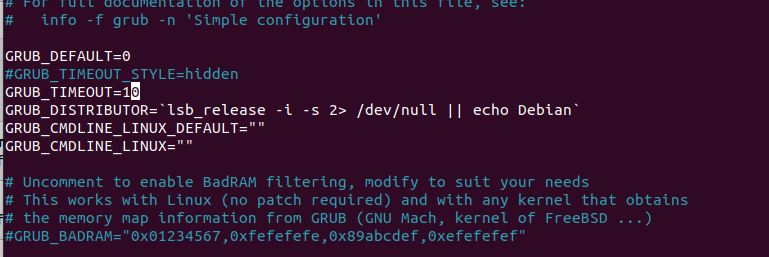 # For full documentation of the options in this file, see:
#   info -f grub -n 'Simple configuration'
GRUB_DEFAULT=0
#GRUB_TIMEOUT_STYLE=hidden
GRUB_TIMEOUT=10
GRUB_DISTRIBUTOR=`lsb_release -i -s 2> /dev/null || echo Debian`
GRUB_CMDLINE_LINUX_DEFAULT=""
GRUB_CMDLINE_LINUX=""
# Uncomment to enable BadRAM filtering, modify to suit your needs
# This works with Linux (no patch required) and with any kernel that obtains
# the memory map information from GRUB (GNU Mach, kernel of FreeBSD ...)
#GRUB_BADRAM="0x01234567,0xfefefefe,0x89abcdef,0xefefefef"